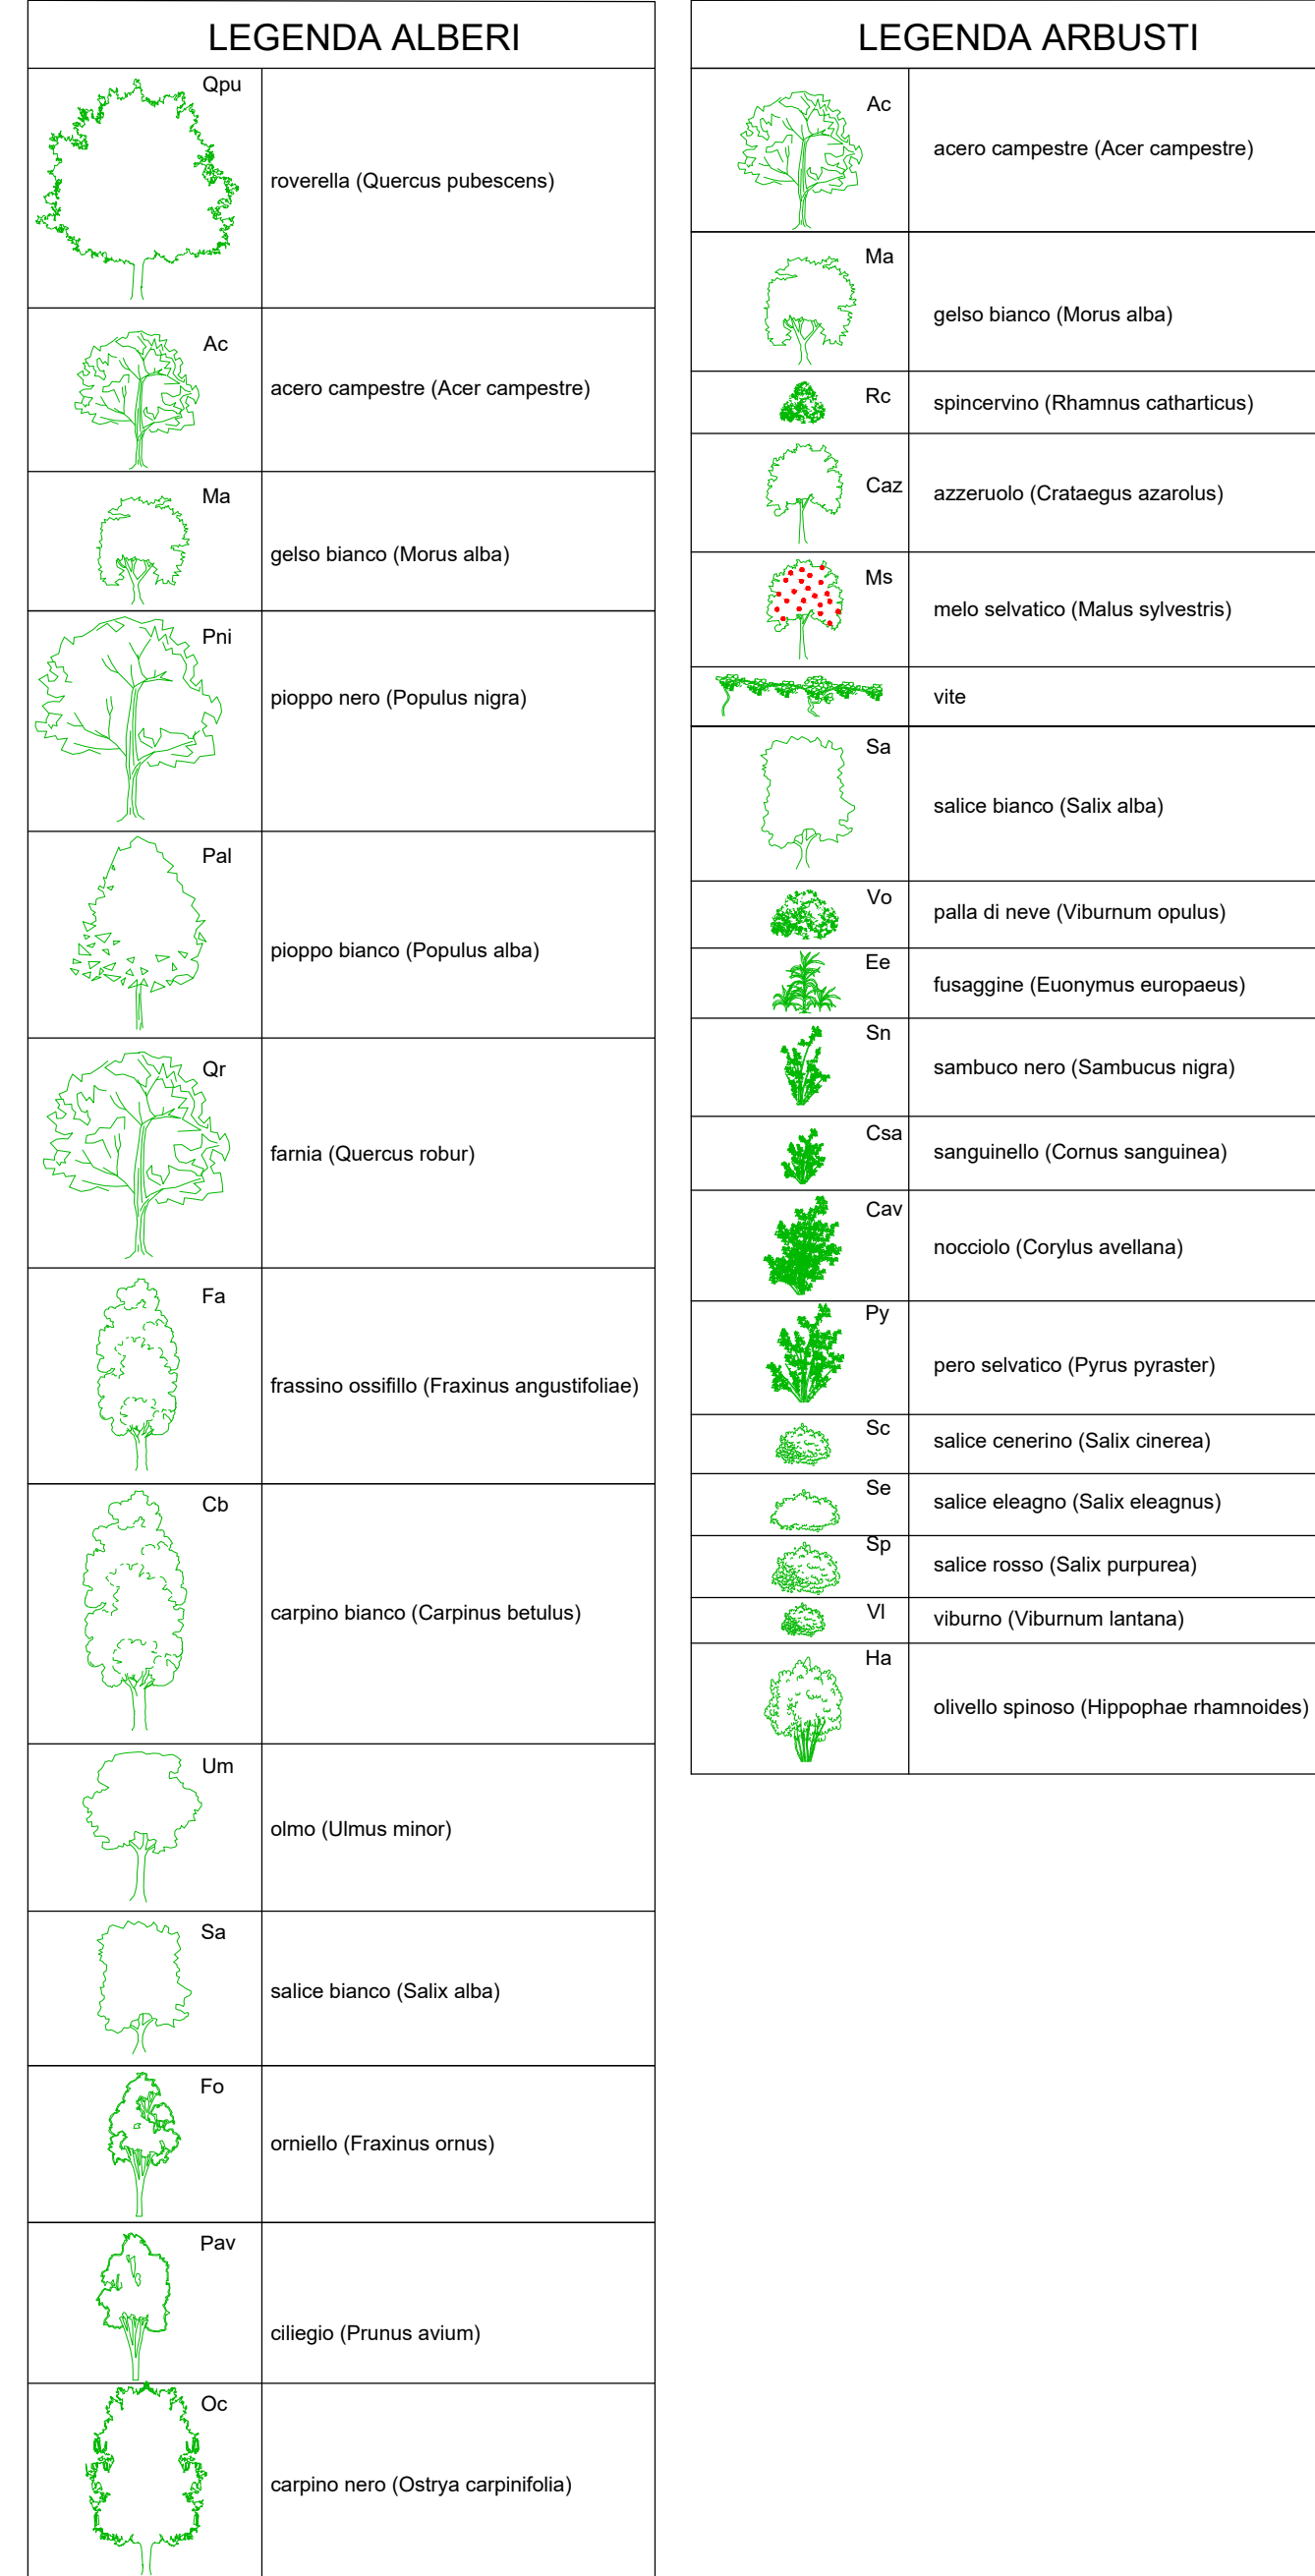 LEGENDA ALBERI
Qpu
roverella (Quercus pubescens)
Ac
acero campestre (Acer campestre)
Ma
gelso bianco (Morus alba)
Pni
pioppo nero (Populus nigra)
Pal
pioppo bianco (Populus alba)
Qr
farnia (Quercus robur)
Fa
frassino ossifillo (Fraxinus angustifoliae)
Cb
carpino bianco (Carpinus betulus)
Um
olmo (Ulmus minor)
Sa
salice bianco (Salix alba)
Fo
orniello (Fraxinus ornus)
Pav
ciliegio (Prunus avium)
Oc
carpino nero (Ostrya carpinifolia)
LEGENDA ARBUSTI
Ac
acero campestre (Acer campestre)
Ma
gelso bianco (Morus alba)
Rc
spincervino (Rhamnus catharticus)
Caz
azzeruolo (Crataegus azarolus)
Ms
melo selvatico (Malus sylvestris)
vite
Sa
salice bianco (Salix alba)
Vo
palla di neve (Viburnum opulus)
Ee
fusaggine (Euonymus europaeus)
Sn
sambuco nero (Sambucus nigra)
Csa
sanguinello (Cornus sanguinea)
Cav
nocciolo (Corylus avellana)
Py
pero selvatico (Pyrus pyraster)
Sc
salice cenerino (Salix cinerea)
Se
salice eleagno (Salix eleagnus)
Sp
salice rosso (Salix purpurea)
Vl
viburno (Viburnum lantana)
Ha
olivello spinoso (Hippophae rhamnoides)